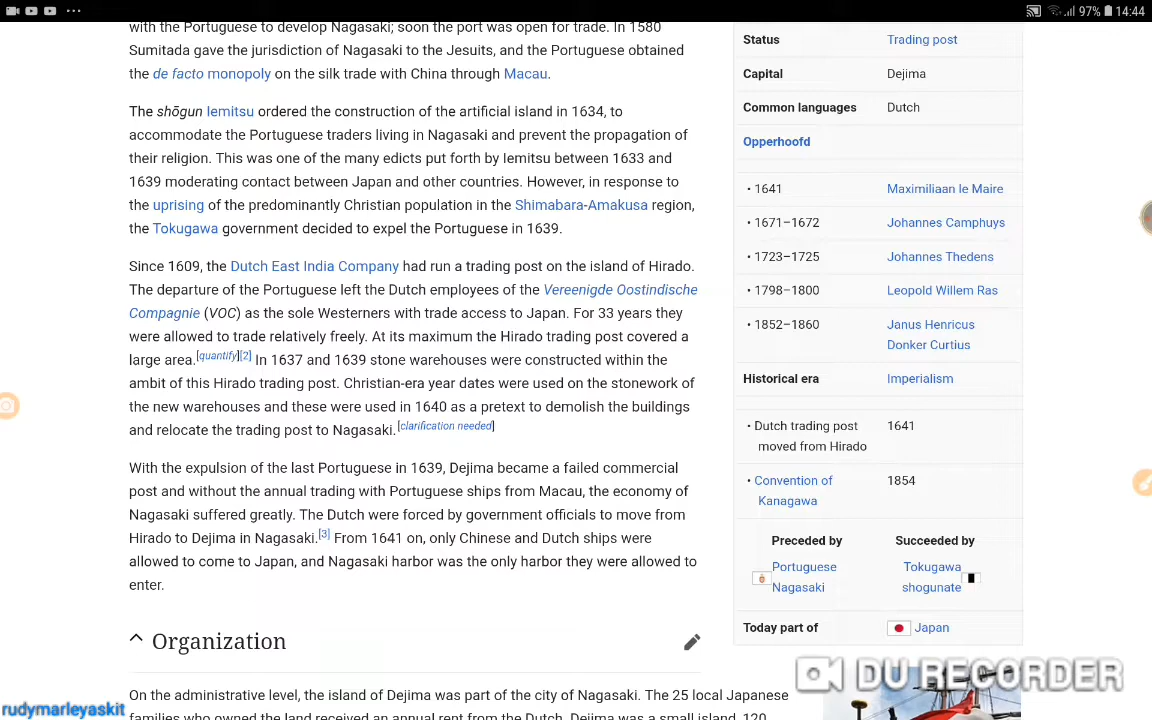 97% 14:44
with the Portuguese to develop Nagasaki; soon the port was open for trade. In 1580
Sumitada gave the jurisdiction of Nagasaki to the Jesuits, and the Portuguese obtained
the de facto monopoly on the silk trade with China through Macau.
The shōgun Iemitsu ordered the construction of the artificial island in 1634, to
accommodate the Portuguese traders living in Nagasaki and prevent the propagation of
their religion. This was one of the many edicts put forth by Iemitsu between 1633 and
1639 moderating contact between Japan and other countries. However, in response to
the uprising of the predominantly Christian population in the Shimabara-Amakusa region,
the Tokugawa government decided to expel the Portuguese in 1639.
Since 1609, the Dutch East India Company had run a trading post on the island of Hirado.
The departure of the Portuguese left the Dutch employees of the Vereenigde Oostindische
Compagnie (VOC) as the sole Westerners with trade access to Japan. For 33 years they
were allowed to trade relatively freely. At its maximum the Hirado trading post covered a
large area.[quantify][2] In 1637 and 1639 stone warehouses were constructed within the
ambit of this Hirado trading post. Christian-era year dates were used on the stonework of
the new warehouses and these were used in 1640 as a pretext to demolish the buildings
and relocate the trading post to Nagasaki.[clarification needed]
With the expulsion of the last Portuguese in 1639, Dejima became a failed commercial
post and without the annual trading with Portuguese ships from Macau, the economy of
Nagasaki suffered greatly. The Dutch were forced by government officials to move from
Hirado to Dejima in Nagasaki.[3] From 1641 on, only Chinese and Dutch ships were
allowed to come to Japan, and Nagasaki harbor was the only harbor they were allowed to
enter.
Organization
On the administrative level, the island of Dejima was part of the city of Nagasaki. The 25 local Japanese
families who owned the land received an annual rent from the Dutch. Dejima was a small island, 120
Status Trading post
Capital Dejima
Common languages Dutch
Opperhoofd
• 1641 Maximiliaan le Maire
• 1671–1672 Johannes Camphuys
• 1723–1725 Johannes Thedens
• 1798–1800 Leopold Willem Ras
• 1852–1860 Janus Henricus
Donker Curtius
Historical era Imperialism
• Dutch trading post 1641
moved from Hirado
• Convention of 1854
Kanagawa
Preceded by Succeeded by
Portuguese Tokugawa
Nagasaki shogunate
Today part of Japan
DU RECORDER
rudymarleyaskit